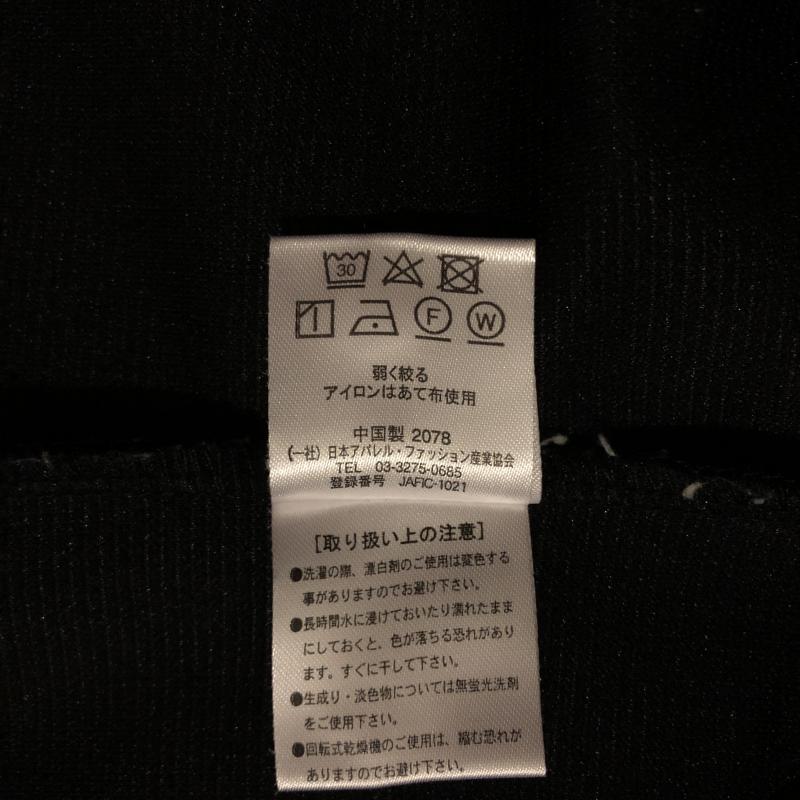 30
F W
弱く絞る
アイロンはあて布使用
中国製 2078
(一社) 日本アパレル・ファッション産業協会
TEL 03-3275-0685
登録番号 JAFIC-1021
[取り扱い上の注意]
●洗濯の際、漂白剤のご使用は変色する
事がありますのでお避け下さい。
●長時間水に浸けておいたり濡れたまま
にしておくと、色が落ちる恐れがあり
ます。すぐに干して下さい。
●生成り・淡色物については無蛍光洗剤
をご使用下さい。
●回転式乾燥機のご使用は、縮む恐れが
ありますのでお避け下さい。